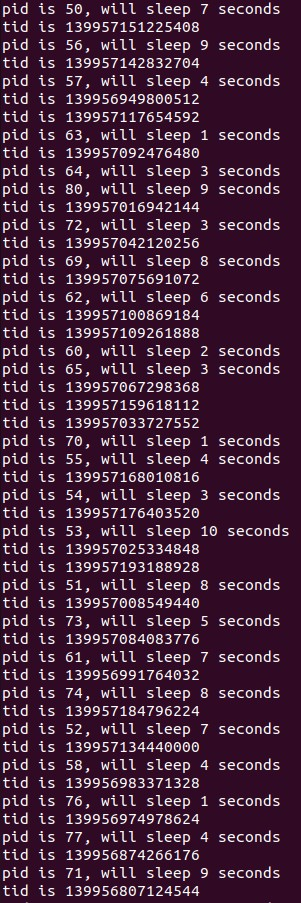 pid is 50, will sleep 7 seconds
tid is 139957151225408
pid is 56, will sleep 9 seconds
tid is 139957142832704
pid is 57, will sleep 4 seconds
tid is 139956949800512
tid is 139957117654592
pid is 63, will sleep 1 seconds
tid is 139957092476480
pid is 64, will sleep 3 seconds
pid is 80, will sleep 9 seconds
tid is 139957016942144
pid is 72, will sleep 3 seconds
tid is 139957042120256
pid is 69, will sleep 8 seconds
tid is 139957075691072
pid is 62, will sleep 6 seconds
tid is 139957100869184
tid is 139957109261888
pid is 60, will sleep 2 seconds
pid is 65, will sleep 3 seconds
tid is 139957067298368
tid is 139957159618112
tid is 139957033727552
pid is 70, will sleep 1 seconds
pid is 55, will sleep 4 seconds
tid is 139957168010816
pid is 54, will sleep 3 seconds
tid is 139957176403520
pid is 53, will sleep 10 seconds
tid is 139957025334848
tid is 139957193188928
pid is 51, will sleep 8 seconds
tid is 139957008549440
pid is 73, will sleep 5 seconds
tid is 139957084083776
pid is 61, will sleep 7 seconds
tid is 139956991764032
pid is 74, will sleep 8 seconds
tid is 139957184796224
pid is 52, will sleep 7 seconds
tid is 139957134440000
pid is 58, will sleep 4 seconds
tid is 139956983371328
pid is 76, will sleep 1 seconds
tid is 139956974978624
pid is 77, will sleep 4 seconds
tid is 139956874266176
pid is 71, will sleep 9 seconds
tid is 139956807124544